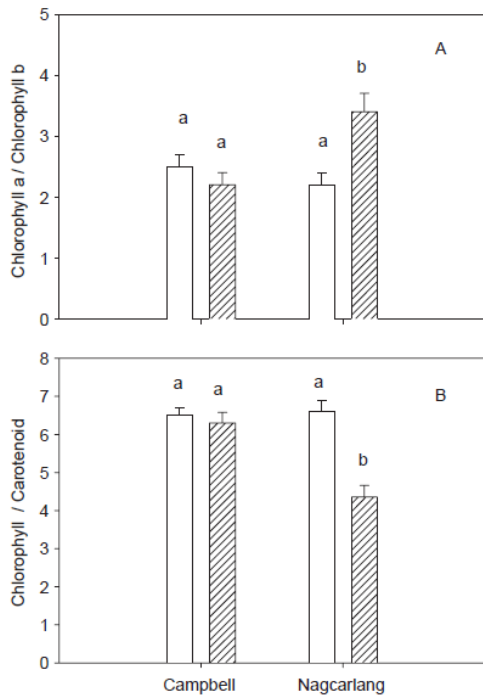 5
4
3
2
1
0
Chlorophyll a / Chlorophyll b
A
a
a
a
b
8
7
6
5
4
3
2
1
0
Chlorophyll / Carotenoid
B
a
a
a
b
Campbell
Nagcarlang